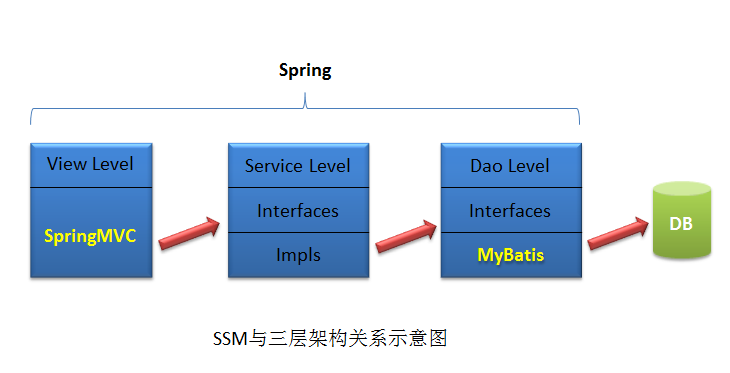 Spring
View Level
SpringMVC
Service Level
Interfaces
Impls
Dao Level
Interfaces
MyBatis
DB
SSM与三层架构关系示意图